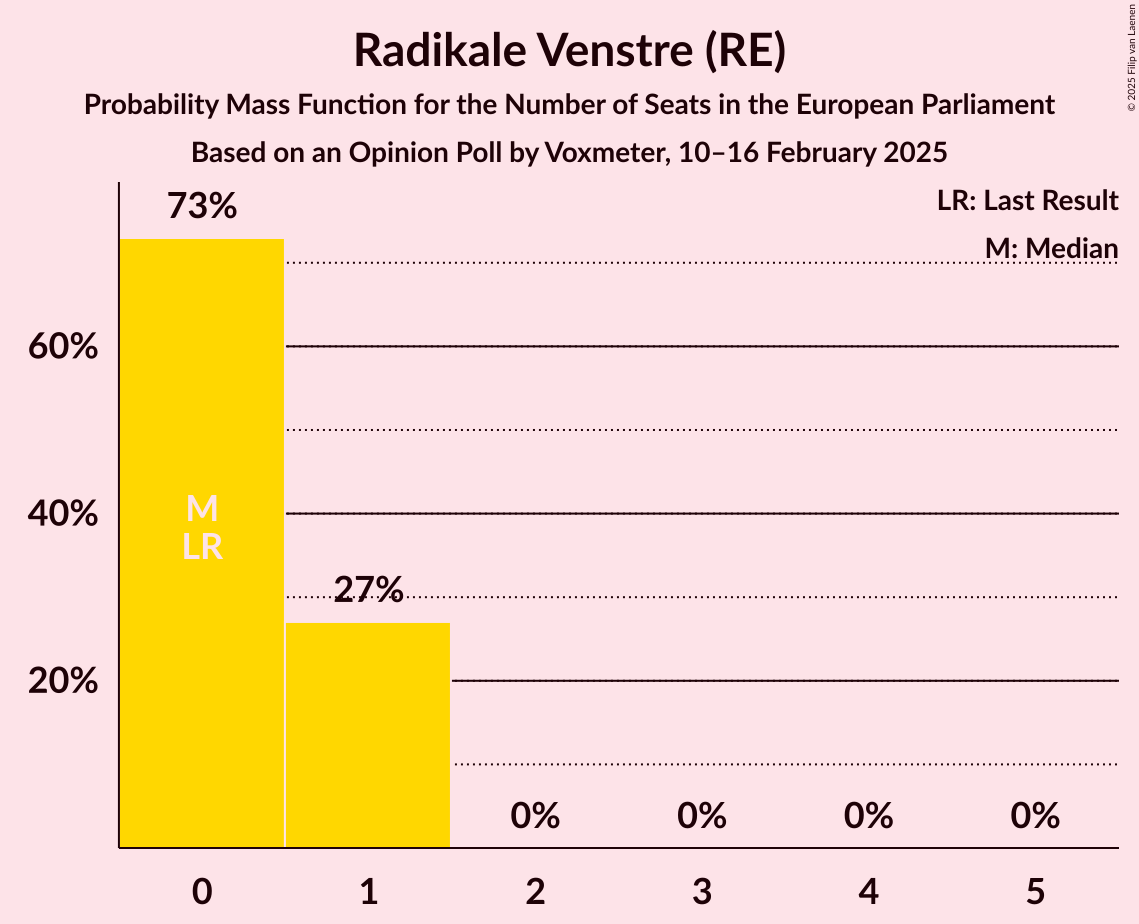 Radikale Venstre (RE)
Probability Mass Function for the Number of Seats in the European Parliament
Based on an Opinion Poll by Voxmeter, 10–16 February 2025
© 2025 Filip van Laenen
LR: Last Result
M: Median
73%
60%
40%
20%
M
LR
27%
0%
0%
0%
0%
0
1
2
3
4
5